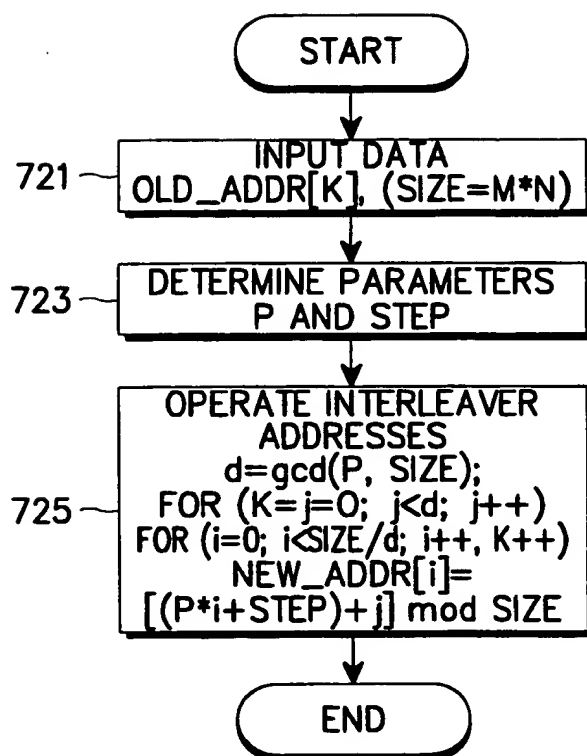 START
721
INPUT DATA
OLD_ADDR[K], (SIZE=M*N)
723
DETERMINE PARAMETERS
P AND STEP
OPERATE INTERLEAVER
ADDRESSES
d=gcd(P, SIZE);
725
FOR (K=j=0; j<d; j++)
FOR (i=0; i<SIZE/d; i++, K++)
NEW_ADDR[i]=
[(P*i+STEP)+j] mod SIZE
END